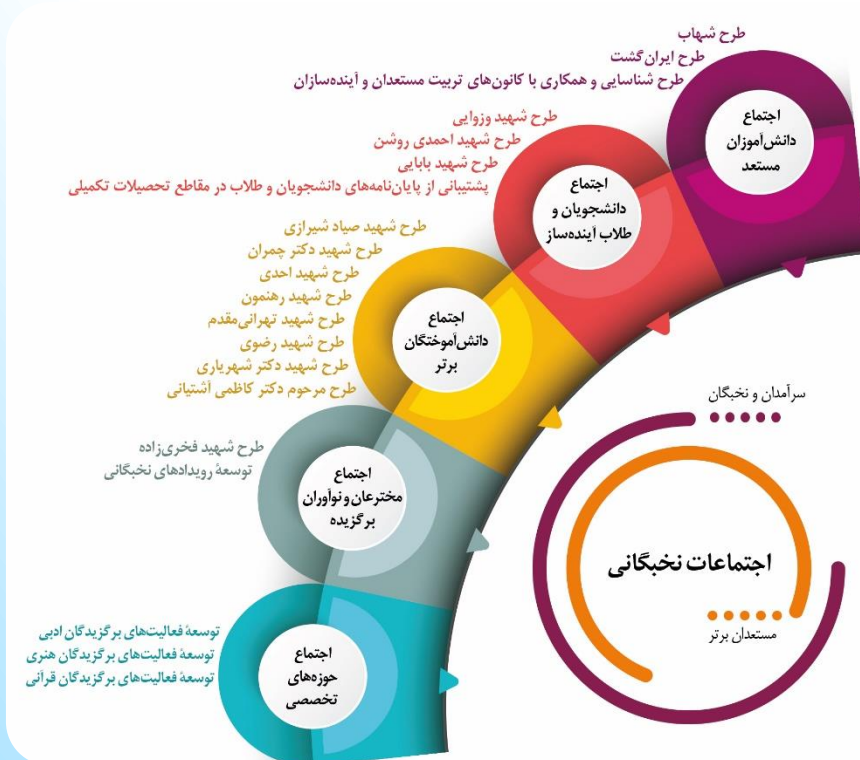 طرح شهاب
طرح ایران‌گشت
طرح شناسایی و همکاری با کانون‌های تربیت مستعدان و آینده‌سازان
اجتماع
دانش‌آموزان
مستعد
طرح شهید وزوایی
طرح شهید احمدی روشن
طرح شهید بابایی
پشتیبانی از پایان‌نامه‌های دانشجویان و طلاب در مقاطع تحصیلات تکمیلی
اجتماع
دانشجویان و
طلاب آینده‌ساز
طرح شهید صیاد شیرازی
طرح شهید دکتر چمران
طرح شهید احدی
طرح شهید رهنمون
طرح شهید تهرانی‌مقدم
طرح شهید رضوی
طرح شهید دکتر شهریاری
طرح مرحوم دکتر کاظمی آشتیانی
اجتماع
دانش‌آموختگان
برتر
طرح شهید فخری‌زاده
توسعهٔ رویدادهای نخبگانی
اجتماع
مخترعان و نوآوران
برگزیده
توسعهٔ فعالیت‌های برگزیدگان ادبی
توسعهٔ فعالیت‌های برگزیدگان هنری
توسعهٔ فعالیت‌های برگزیدگان قرآنی
اجتماع
حوزه‌های
تخصصی
سرآمدان و نخبگان
اجتماعات نخبگانی
مستعدان برتر